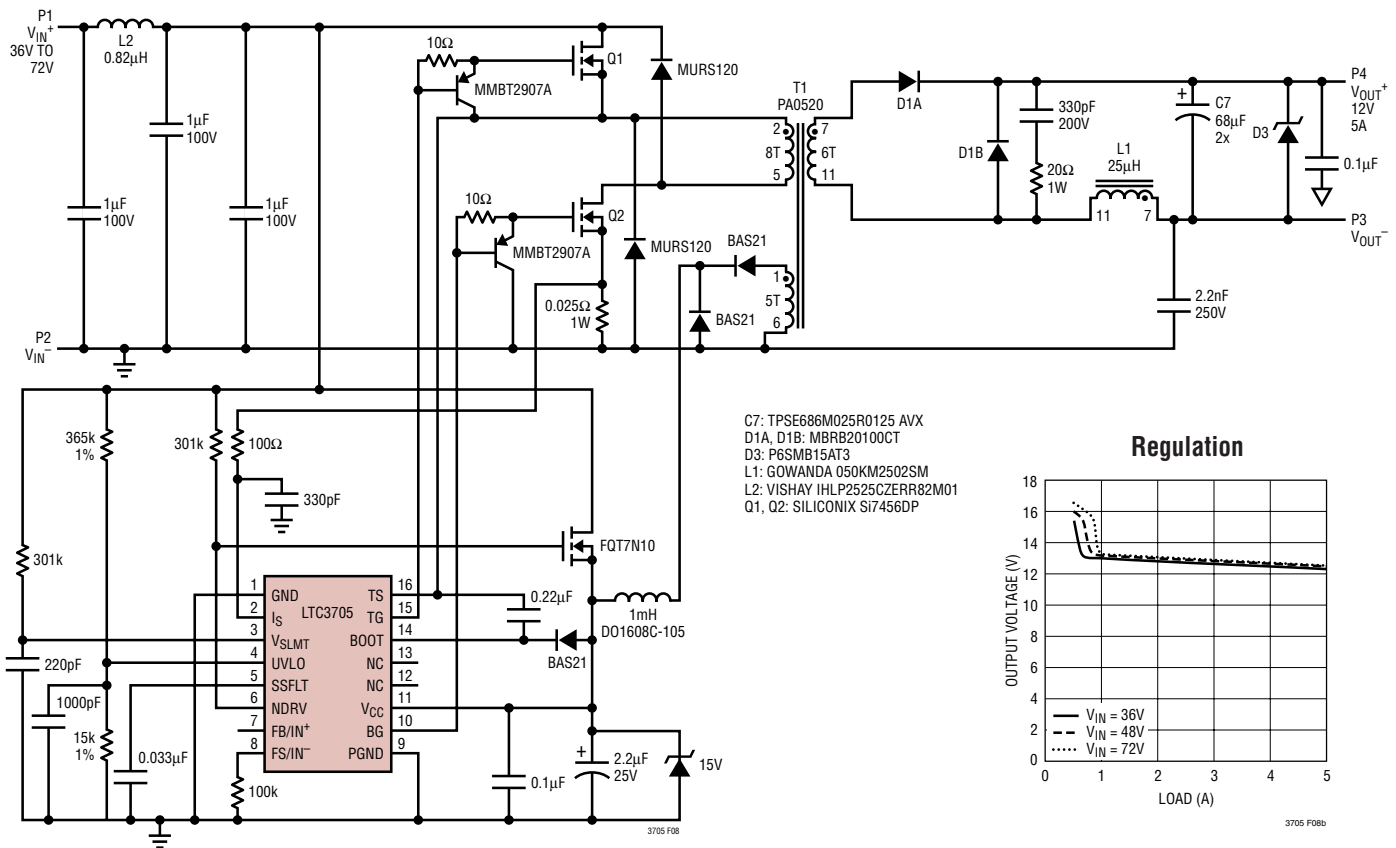 P1
VIN+
36V TO
72V
L2
0.82µH
1µF
100V
1µF
100V
1µF
100V
P2
VIN−
10Ω
MMBT2907A
Q1
MURS120
10Ω
MMBT2907A
Q2
MURS120
0.025Ω
1W
BAS21
BAS21
T1
PA0520
2
8T
5
7
6T
11
1
5T
6
D1A
D1B
330pF
200V
20Ω
1W
L1
25µH
11
7
+
C7
68µF
2x
D3
0.1µF
P4
VOUT+
12V
5A
P3
VOUT−
2.2nF
250V
365k
1%
301k
100Ω
330pF
301k
220pF
1000pF
15k
1%
0.033µF
100k
LTC3705
1
GND
2
IS
3
VSLMT
4
UVLO
5
SSFLT
6
NDRV
7
FB/IN+
8
FS/IN−
16
TS
15
TG
14
BOOT
13
NC
12
NC
11
VCC
10
BG
9
PGND
FQT7N10
0.22µF
1mH
DO1608C-105
BAS21
0.1µF
+
2.2µF
25V
15V
3705 F08
C7: TPSE686M025R0125 AVX
D1A, D1B: MBRB20100CT
D3: P6SMB15AT3
L1: GOWANDA 050KM2502SM
L2: VISHAY IHLP2525CZERR82M01
Q1, Q2: SILICONIX Si7456DP
Regulation
OUTPUT VOLTAGE (V)
18
16
14
12
10
8
6
4
2
0
VIN = 36V
VIN = 48V
VIN = 72V
0 1 2 3 4 5
LOAD (A)
3705 F08b